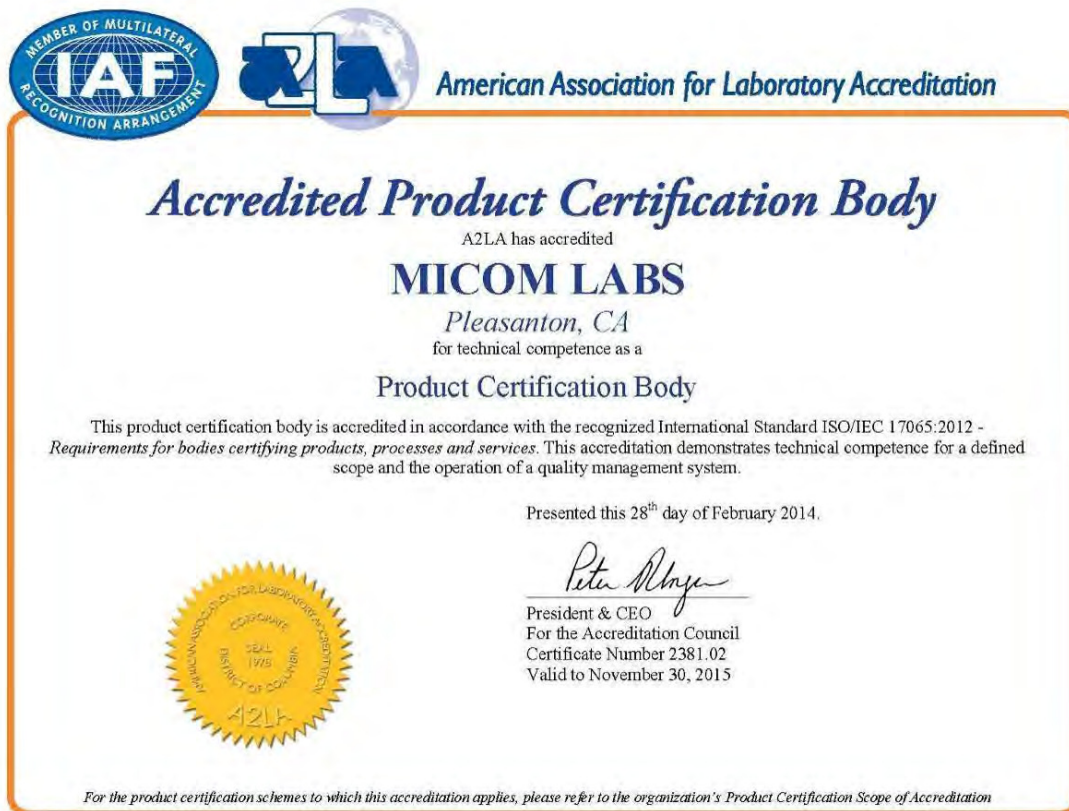 MEMBER OF MULTILATERAL
IAF
RECOGNITION ARRANGEMENT
A2LA
American Association for Laboratory Accreditation
Accredited Product Certification Body
A2LA has accredited
MICOM LABS
Pleasanton, CA
for technical competence as a
Product Certification Body
This product certification body is accredited in accordance with the recognized International Standard ISO/IEC 17065:2012 -
Requirements for bodies certifying products, processes and services. This accreditation demonstrates technical competence for a defined
scope and the operation of a quality management system.
Presented this 28th day of February 2014.
President & CEO
For the Accreditation Council
Certificate Number 2381.02
Valid to November 30, 2015
AMERICAN ASSOCIATION FOR LABORATORY ACCREDITATION
CORPORATE
SEAL
1978
DISTRICT OF COLUMBIA
A2LA
For the product certification schemes to which this accreditation applies, please refer to the organization's Product Certification Scope of Accreditation